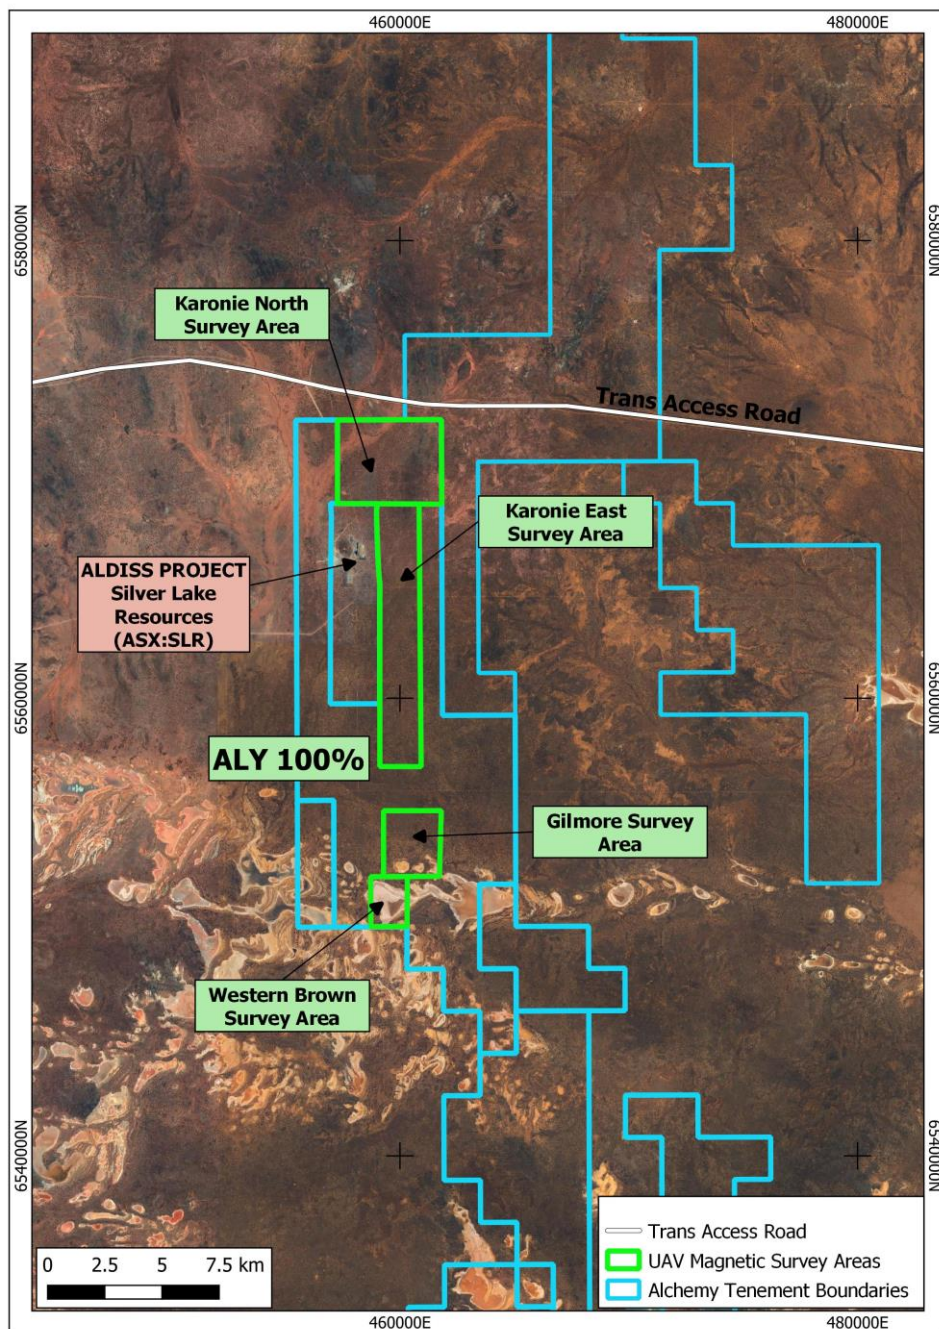 460000E
480000E
6580000N
6580000N
Karonie North
Survey Area
Trans Access Road
Karonie East
Survey Area
ALDISS PROJECT
Silver Lake
Resources
(ASX:SLR)
6560000N
6560000N
ALY 100%
Gilmore Survey
Area
Western Brown
Survey Area
6540000N
6540000N
0 2.5 5 7.5 km
Trans Access Road
UAV Magnetic Survey Areas
Alchemy Tenement Boundaries
460000E
480000E